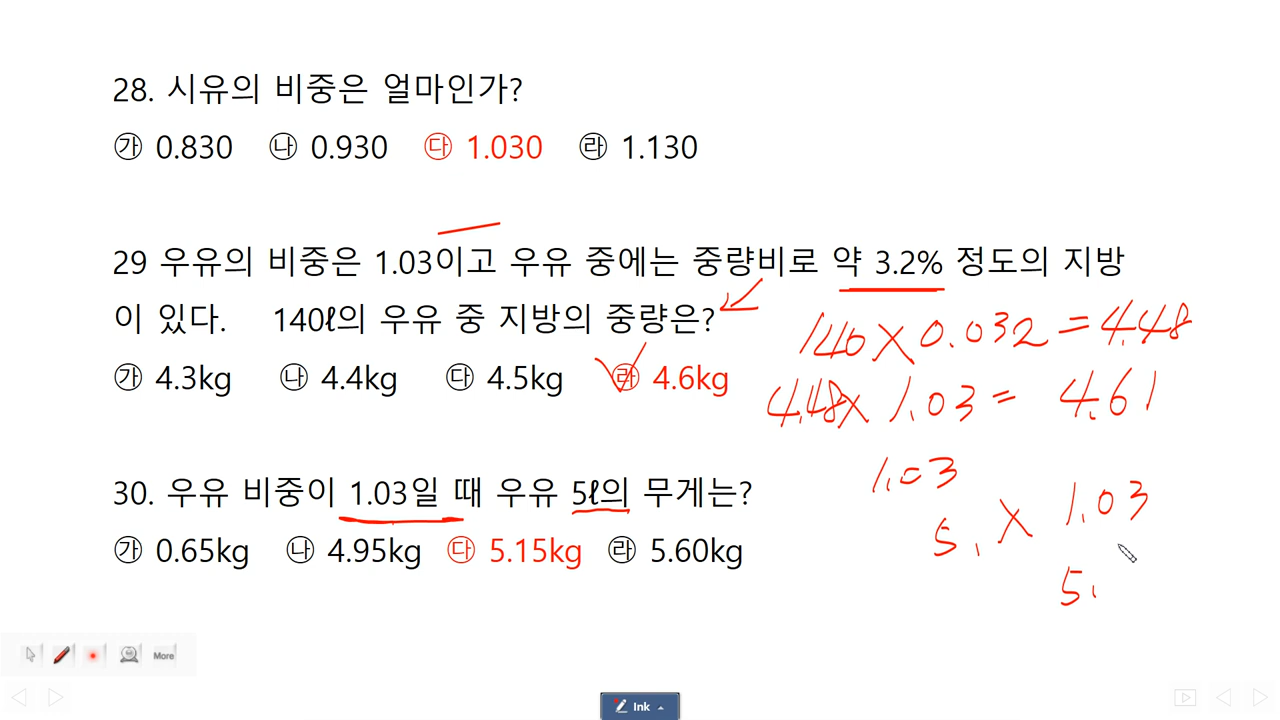 28. 시유의 비중은 얼마인가?
㉮ 0.830 ㉯ 0.930 ㉰ 1.030 ㉱ 1.130
29 우유의 비중은 1.03이고 우유 중에는 중량비로 약 3.2% 정도의 지방
이 있다. 140ℓ의 우유 중 지방의 중량은?
140 × 0.032 = 4.48
㉮ 4.3kg ㉯ 4.4kg ㉰ 4.5kg ㉱ 4.6kg
4.48 × 1.03 = 4.61
1.03
30. 우유 비중이 1.03일 때 우유 5ℓ의 무게는?
5. × 1.03
㉮ 0.65kg ㉯ 4.95kg ㉰ 5.15kg ㉱ 5.60kg
5.
More
Ink